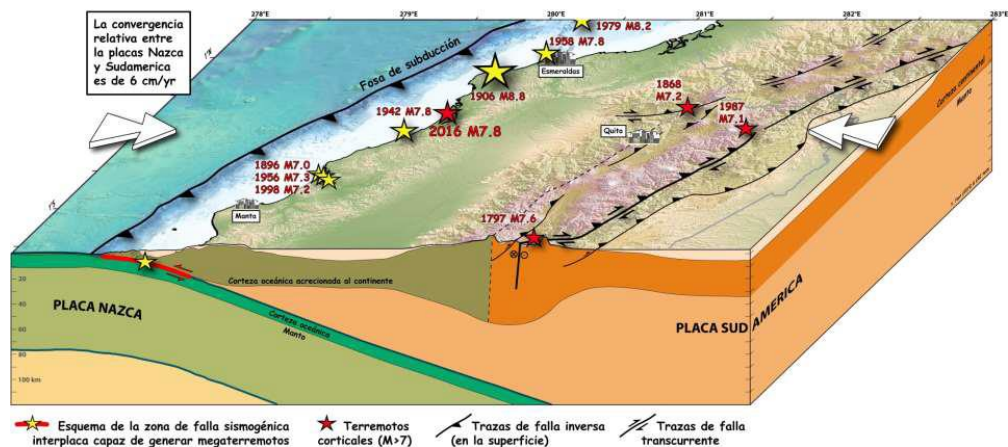 278°E
279°E
280°E
281°E
282°E
283°E
La convergencia
relativa entre
la placas Nazca
y Sudamerica
es de 6 cm/yr
Fosa de subducción
1979 M8.2
1958 M7.8
Esmeraldas
1906 M8.8
1942 M7.8
2016 M7.8
1868
M7.2
1987
M7.1
Quito
1896 M7.0
1956 M7.3
1998 M7.2
Manta
1797 M7.6
Corteza continental
Manto
Corteza oceánica acrecionada al continente
PLACA NAZCA
Corteza oceánica
Manto
PLACA SUD AMERICA
20
40
60
80
100 km
Esquema de la zona de falla sismogénica
interplaca capaz de generar megaterremotos
Terremotos
corticales (M>7)
Trazas de falla inversa
(en la superficie)
Trazas de falla
transcurrente